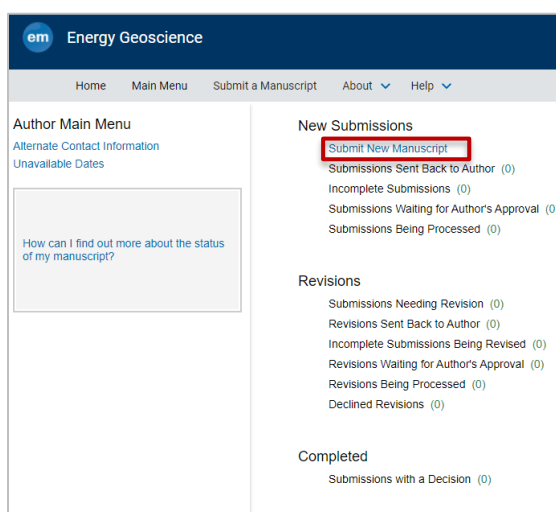 em Energy Geoscience
Home Main Menu Submit a Manuscript About Help
Author Main Menu
Alternate Contact Information
Unavailable Dates
How can I find out more about the status
of my manuscript?
New Submissions
Submit New Manuscript
Submissions Sent Back to Author (0)
Incomplete Submissions (0)
Submissions Waiting for Author's Approval (0
Submissions Being Processed (0)
Revisions
Submissions Needing Revision (0)
Revisions Sent Back to Author (0)
Incomplete Submissions Being Revised (0)
Revisions Waiting for Author's Approval (0)
Revisions Being Processed (0)
Declined Revisions (0)
Completed
Submissions with a Decision (0)